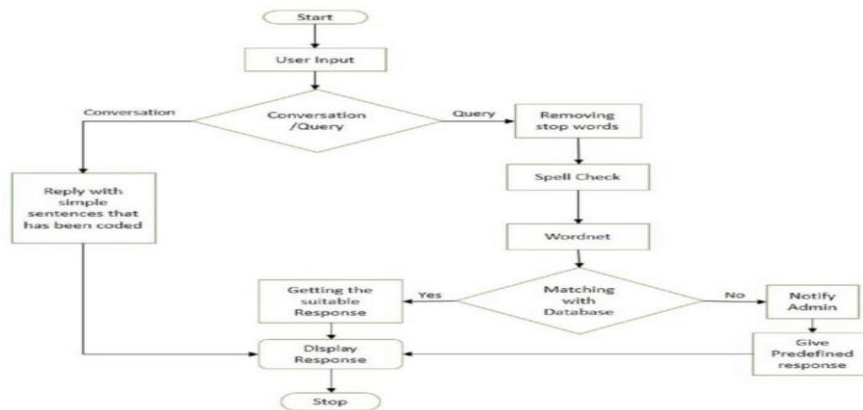 Start
User Input
Conversation
Conversation
/Query
Query
Removing
stop words
Spell Check
Wordnet
Reply with
simple
sentences that
has been coded
Matching
with
Database
Yes
No
Getting the
suitable
Response
Notify
Admin
Give
Predefined
response
Display
Response
Stop